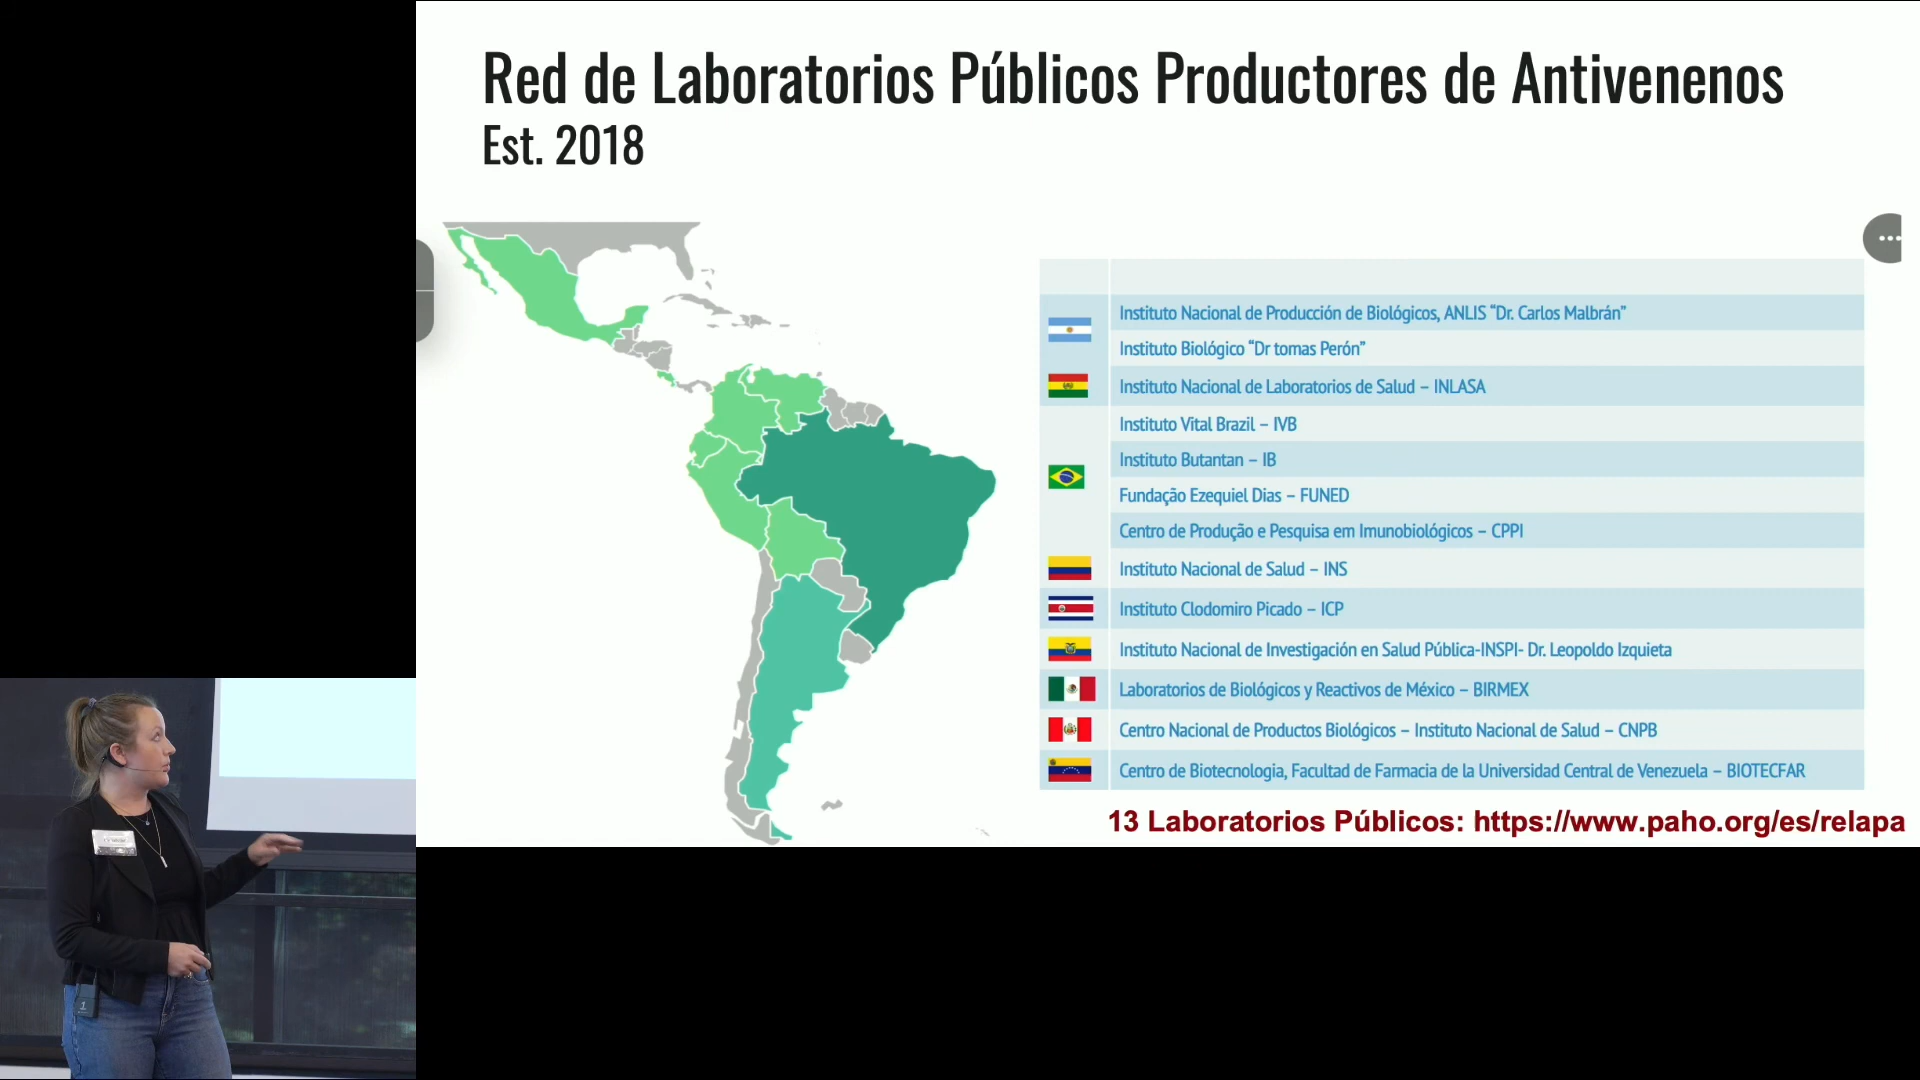 Red de Laboratorios Públicos Productores de Antivenenos
Est. 2018
Instituto Nacional de Producción de Biológicos, ANLIS “Dr. Carlos Malbrán”
Instituto Biológico “Dr tomas Perón”
Instituto Nacional de Laboratorios de Salud – INLASA
Instituto Vital Brazil – IVB
Instituto Butantan – IB
Fundação Ezequiel Dias – FUNED
Centro de Produção e Pesquisa em Imunobiológicos – CPPI
Instituto Nacional de Salud – INS
Instituto Clodomiro Picado – ICP
Instituto Nacional de Investigación en Salud Pública-INSPI- Dr. Leopoldo Izquieta
Laboratorios de Biológicos y Reactivos de México – BIRMEX
Centro Nacional de Productos Biológicos – Instituto Nacional de Salud – CNPB
Centro de Biotecnologia, Facultad de Farmacia de la Universidad Central de Venezuela – BIOTECFAR
13 Laboratorios Públicos: https://www.paho.org/es/relapa